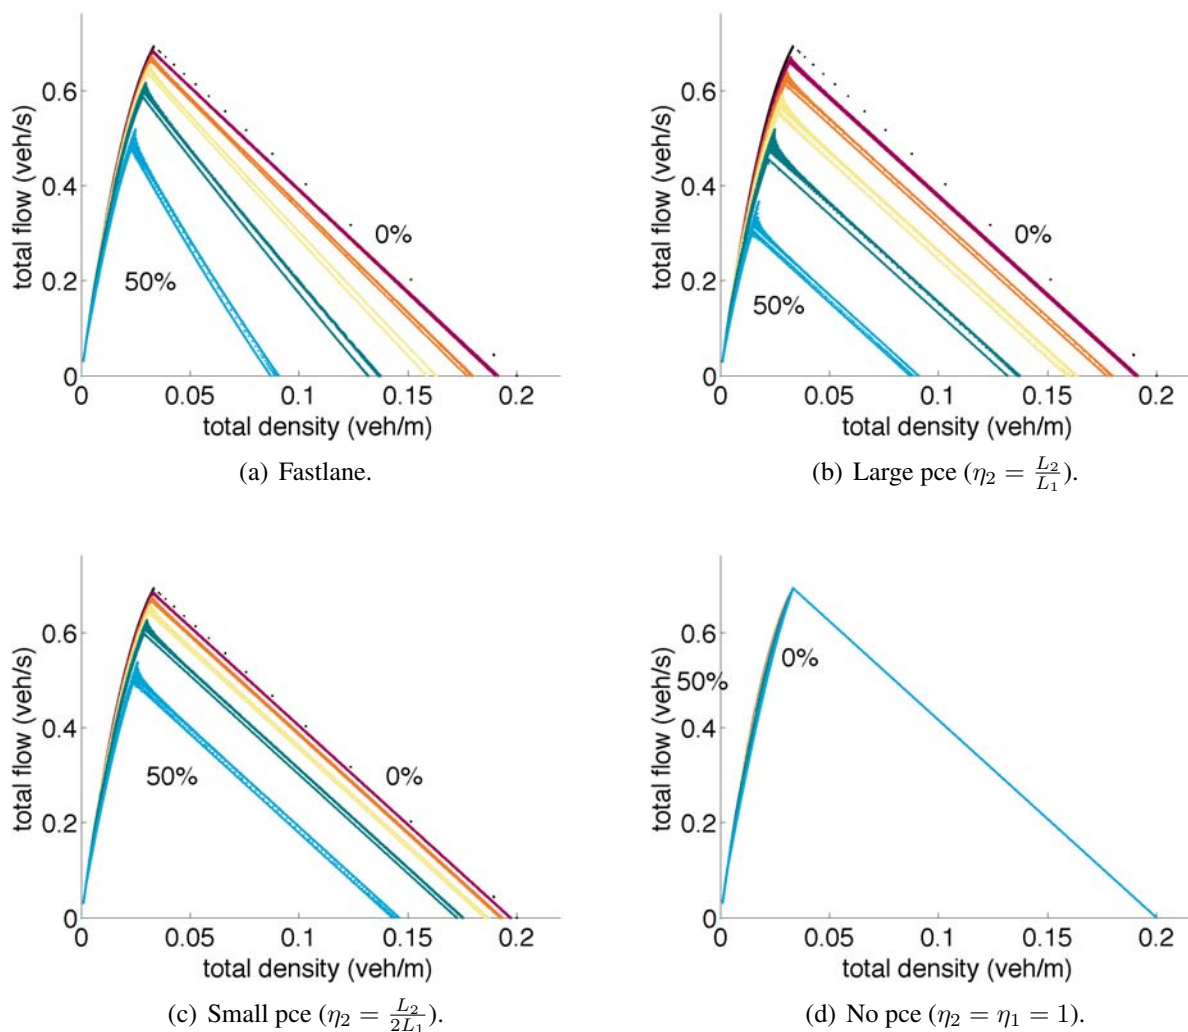 total flow (veh/s)
0.6
0.4
0.2
0
0%
50%
0 0.05 0.1 0.15 0.2
total density (veh/m)
(a) Fastlane.
total flow (veh/s)
0.6
0.4
0.2
0
0%
50%
0 0.05 0.1 0.15 0.2
total density (veh/m)
(b) Large pce (η₂ = L₂/L₁).
total flow (veh/s)
0.6
0.4
0.2
0
50%
0%
0 0.05 0.1 0.15 0.2
total density (veh/m)
(c) Small pce (η₂ = L₂/2L₁).
total flow (veh/s)
0.6
0.4
0.2
0
0%
50%
0 0.05 0.1 0.15 0.2
total density (veh/m)
(d) No pce (η₂ = η₁ = 1).